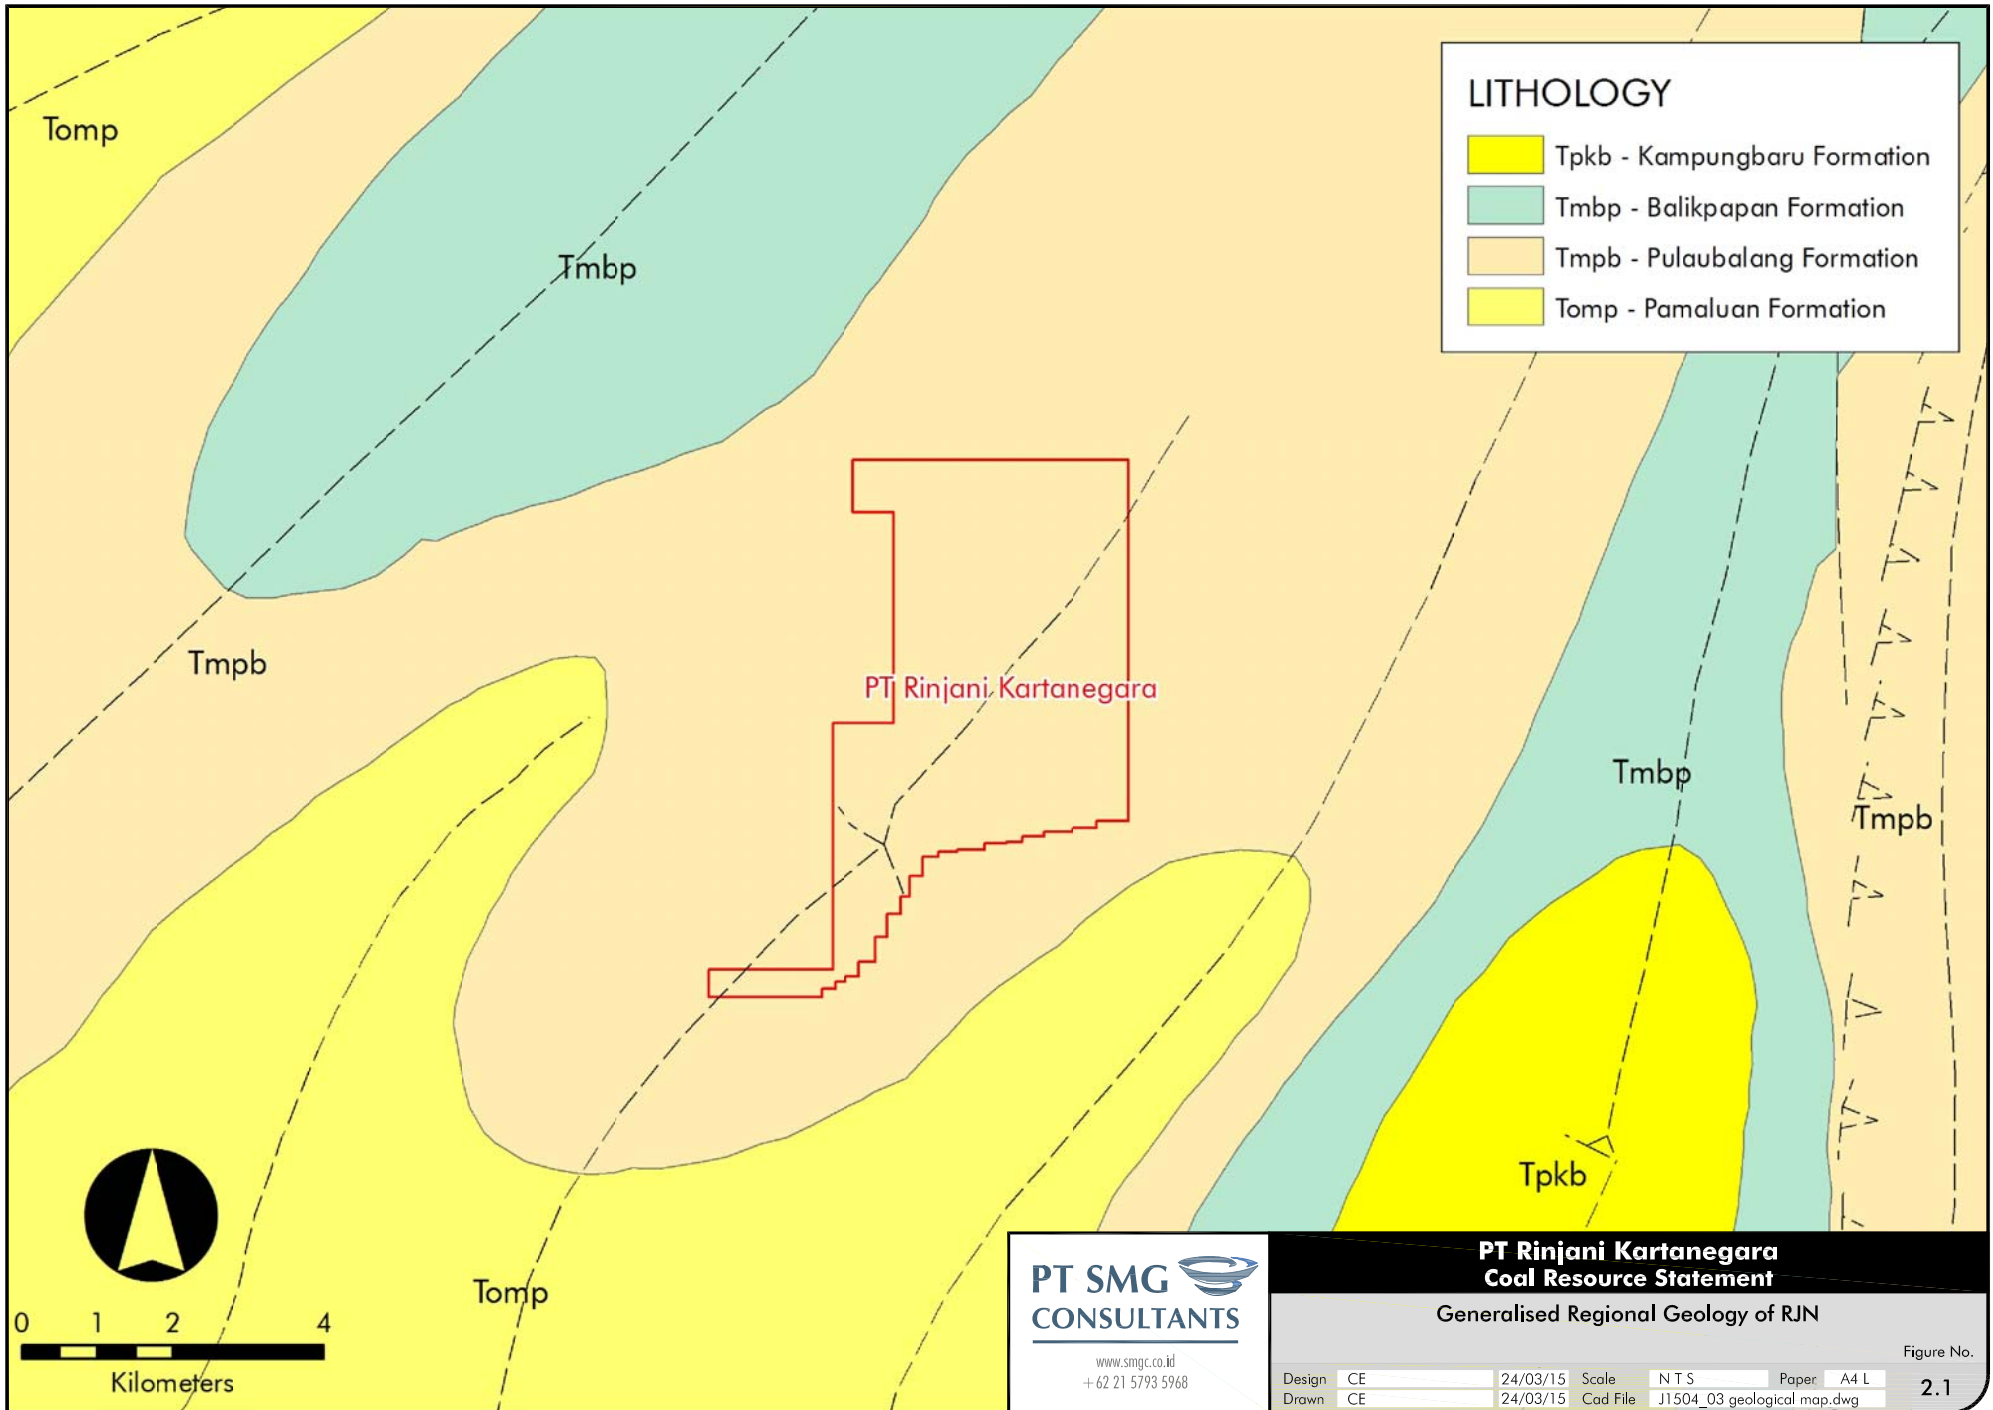 LITHOLOGY
Tpkb - Kampungbaru Formation
Tmbp - Balikpapan Formation
Tmpb - Pulaubalang Formation
Tomp - Pamaluan Formation
Tomp
Tmbp
Tmpb
PT Rinjani Kartanegara
Tmbp
Tmpb
Tpkb
Tomp
0 1 2 4
Kilometers
PT SMG
CONSULTANTS
www.smgc.co.id
+62 21 5793 5968
PT Rinjani Kartanegara
Coal Resource Statement
Generalised Regional Geology of RJN
Figure No.
Design CE 24/03/15 Scale N T S Paper A4 L
2.1
Drawn CE 24/03/15 Cad File J1504_03 geological map.dwg